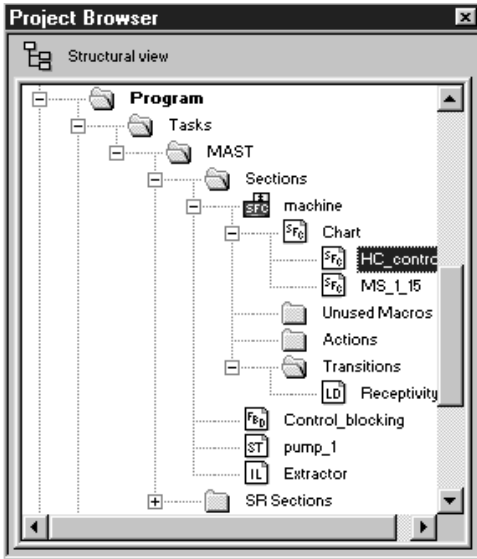 Project Browser
Structural view
Program
Tasks
MAST
Sections
SFC machine
SFC Chart
SFC HC_contro
SFC MS_1_15
Unused Macros
Actions
Transitions
LD Receptivity
FBD Control_blocking
ST pump_1
IL Extractor
SR Sections